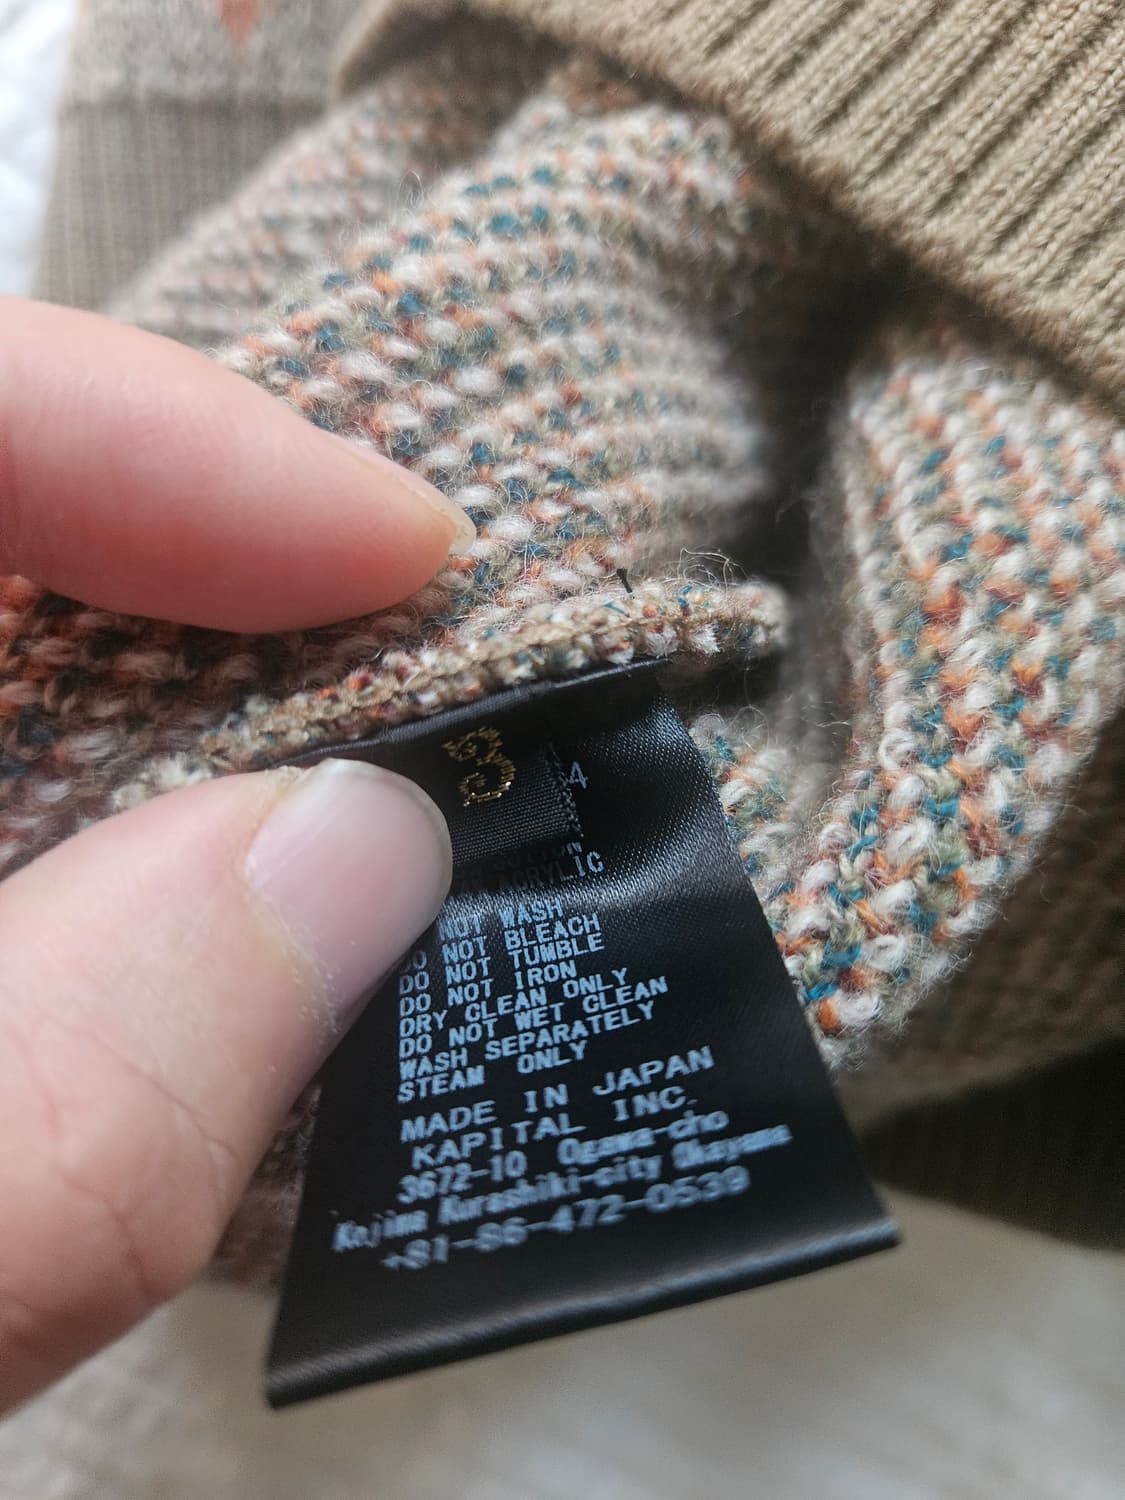 4
ACRYLIC
NOT WASH
DO NOT BLEACH
DO NOT TUMBLE
DO NOT IRON
DRY CLEAN ONLY
DO NOT WET CLEAN
WASH SEPARATELY
STEAM ONLY
MADE IN JAPAN
KAPITAL INC.
3672-10 Ogawa-cho
Kojima Kurashiki-city Okayama
+81-86-472-0539